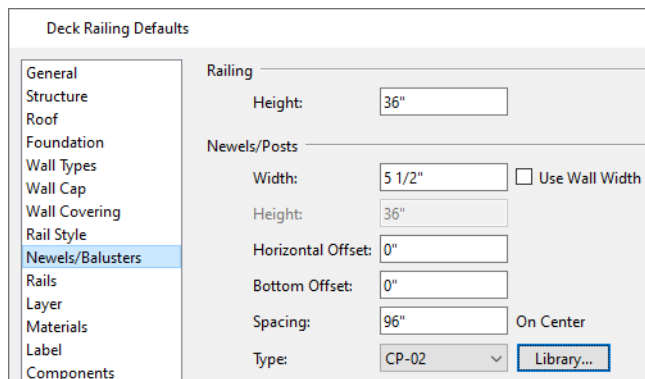 Deck Railing Defaults
General
Structure
Roof
Foundation
Wall Types
Wall Cap
Wall Covering
Rail Style
Newels/Balusters
Rails
Layer
Materials
Label
Components
Railing
Height: 36"
Newels/Posts
Width: 5 1/2" Use Wall Width
Height: 36"
Horizontal Offset: 0"
Bottom Offset: 0"
Spacing: 96" On Center
Type: CP-02 Library...